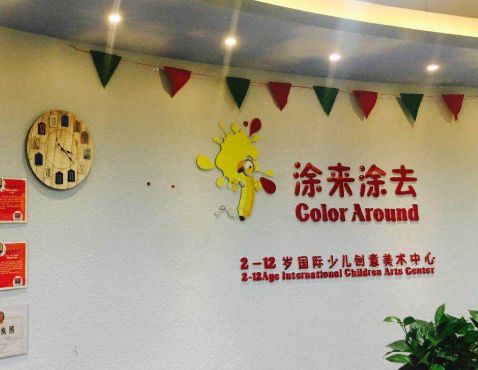 涂来涂去
Color Around
2-12岁国际少儿创意美术中心
2-12Age International Children Arts Center